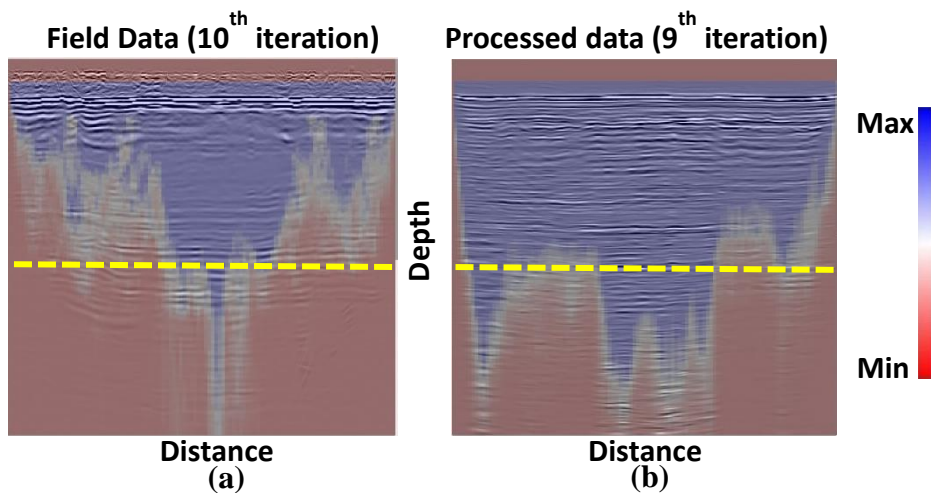 Field Data (10th iteration)
Processed data (9th iteration)
Max
Depth
Min
Distance
Distance
(a)
(b)